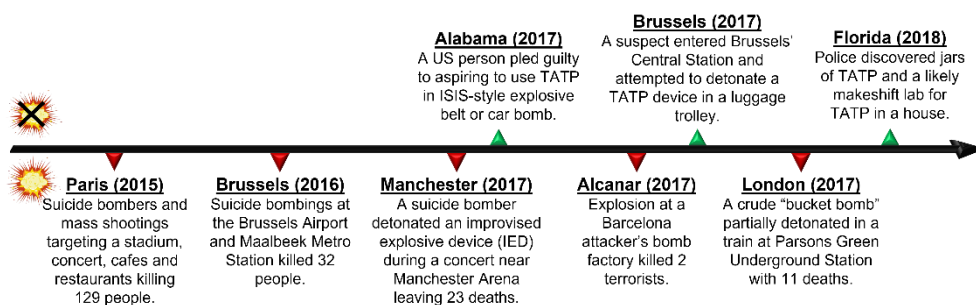 Alabama (2017)
A US person pled guilty
to aspiring to use TATP
in ISIS-style explosive
belt or car bomb.
Brussels (2017)
A suspect entered Brussels'
Central Station and
attempted to detonate a
TATP device in a luggage
trolley.
Florida (2018)
Police discovered jars
of TATP and a likely
makeshift lab for
TATP in a house.
Paris (2015)
Suicide bombers and
mass shootings
targeting a stadium,
concert, cafes and
restaurants killing
129 people.
Brussels (2016)
Suicide bombings at
the Brussels Airport
and Maalbeek Metro
Station killed 32
people.
Manchester (2017)
A suicide bomber
detonated an improvised
explosive device (IED)
during a concert near
Manchester Arena
leaving 23 deaths.
Alcanar (2017)
Explosion at a
Barcelona
attacker's bomb
factory killed 2
terrorists.
London (2017)
A crude "bucket bomb"
partially detonated in a
train at Parsons Green
Underground Station
with 11 deaths.